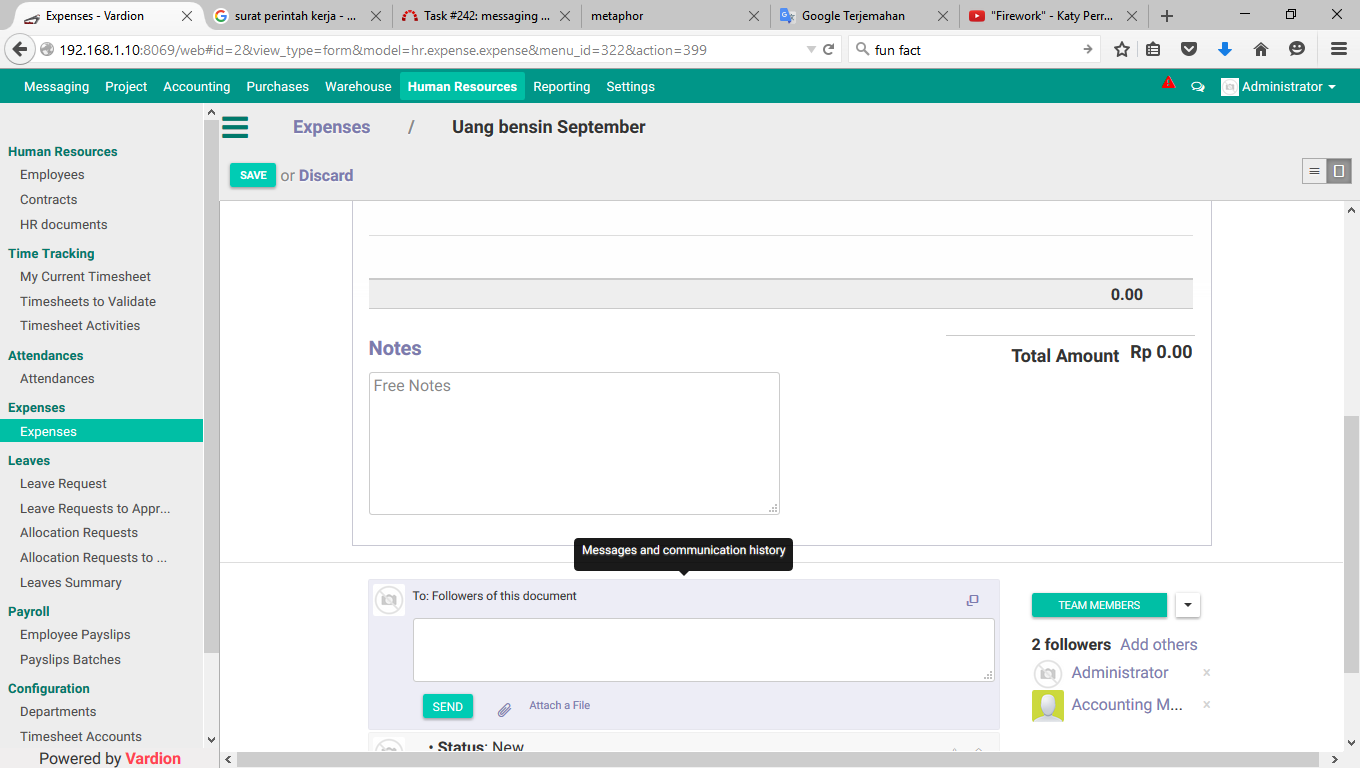 Expenses - Vardion
surat perintah kerja - ...
Task #242: messaging ...
metaphor
Google Terjemahan
"Firework" - Katy Perr...
192.168.1.10:8069/web#id=2&view_type=form&model=hr.expense.expense&menu_id=322&action=399
fun fact
Messaging Project Accounting Purchases Warehouse Human Resources Reporting Settings
Administrator
Human Resources
Employees
Contracts
HR documents
Time Tracking
My Current Timesheet
Timesheets to Validate
Timesheet Activities
Attendances
Attendances
Expenses
Expenses
Leaves
Leave Request
Leave Requests to Appr...
Allocation Requests
Allocation Requests to ...
Leaves Summary
Payroll
Employee Payslips
Payslips Batches
Configuration
Departments
Timesheet Accounts
Powered by Vardion
Expenses / Uang bensin September
SAVE or Discard
0.00
Notes
Total Amount Rp 0.00
Free Notes
Messages and communication history
To: Followers of this document
SEND
Attach a File
• Status: New
TEAM MEMBERS
2 followers Add others
Administrator x
Accounting M... x